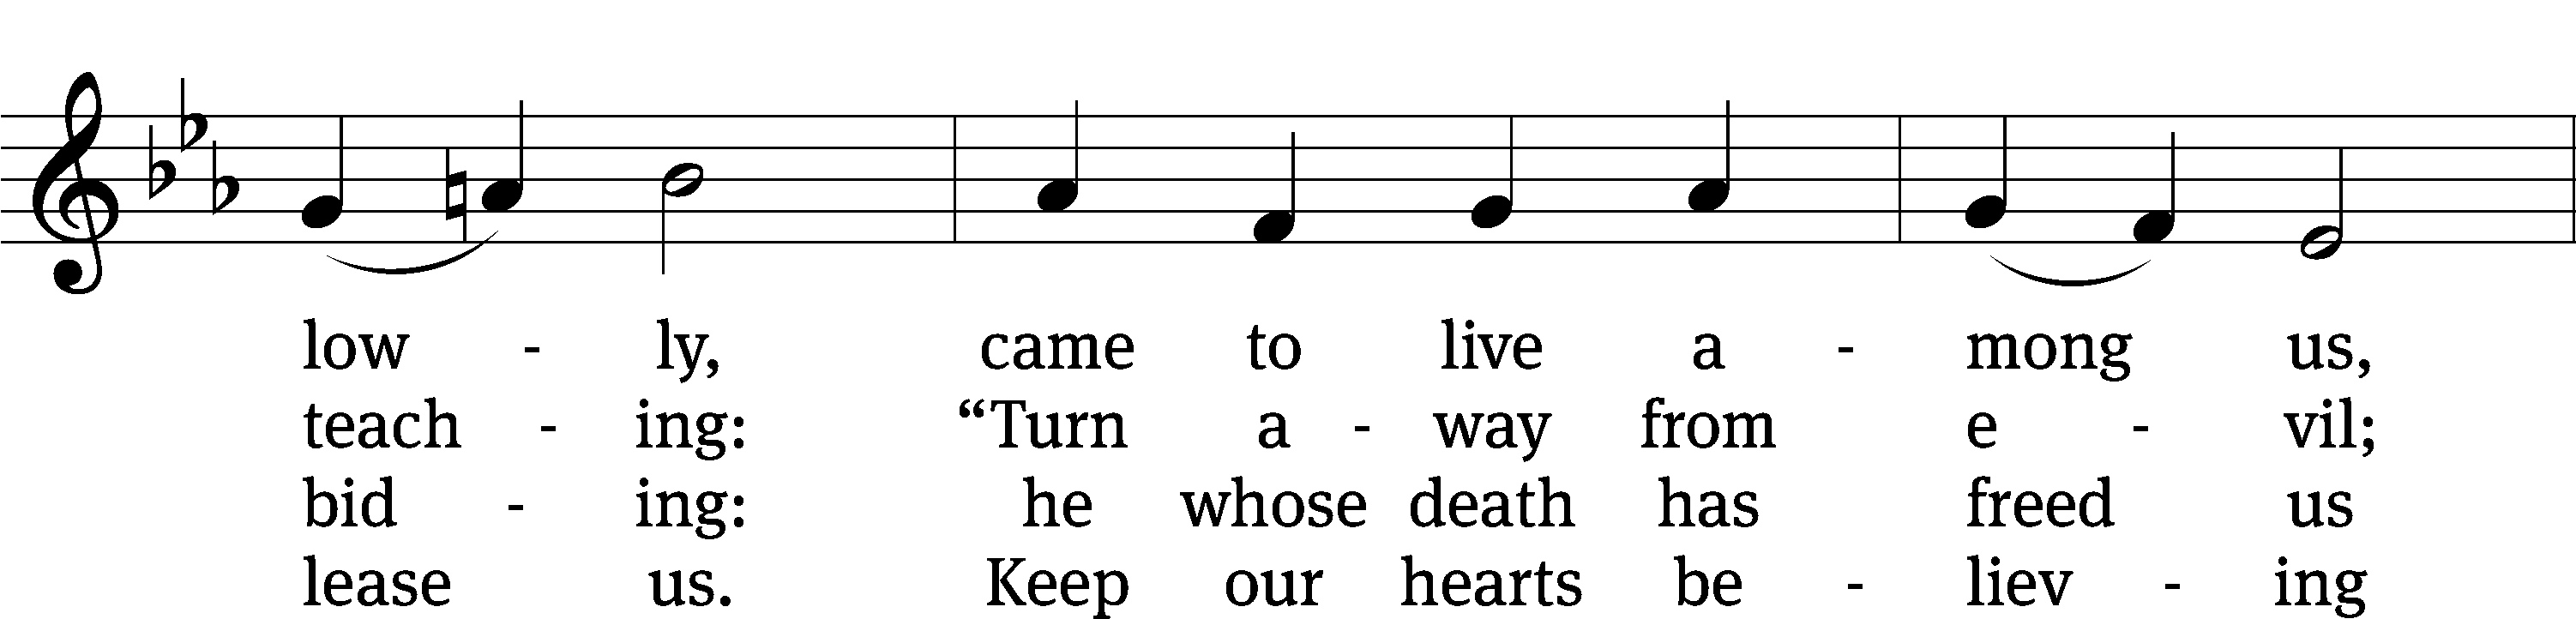 low - ly, came to live a - mong us,
teach - ing: “Turn a - way from e - vil;
bid - ing: he whose death has freed us
lease us. Keep our hearts be - liev - ing